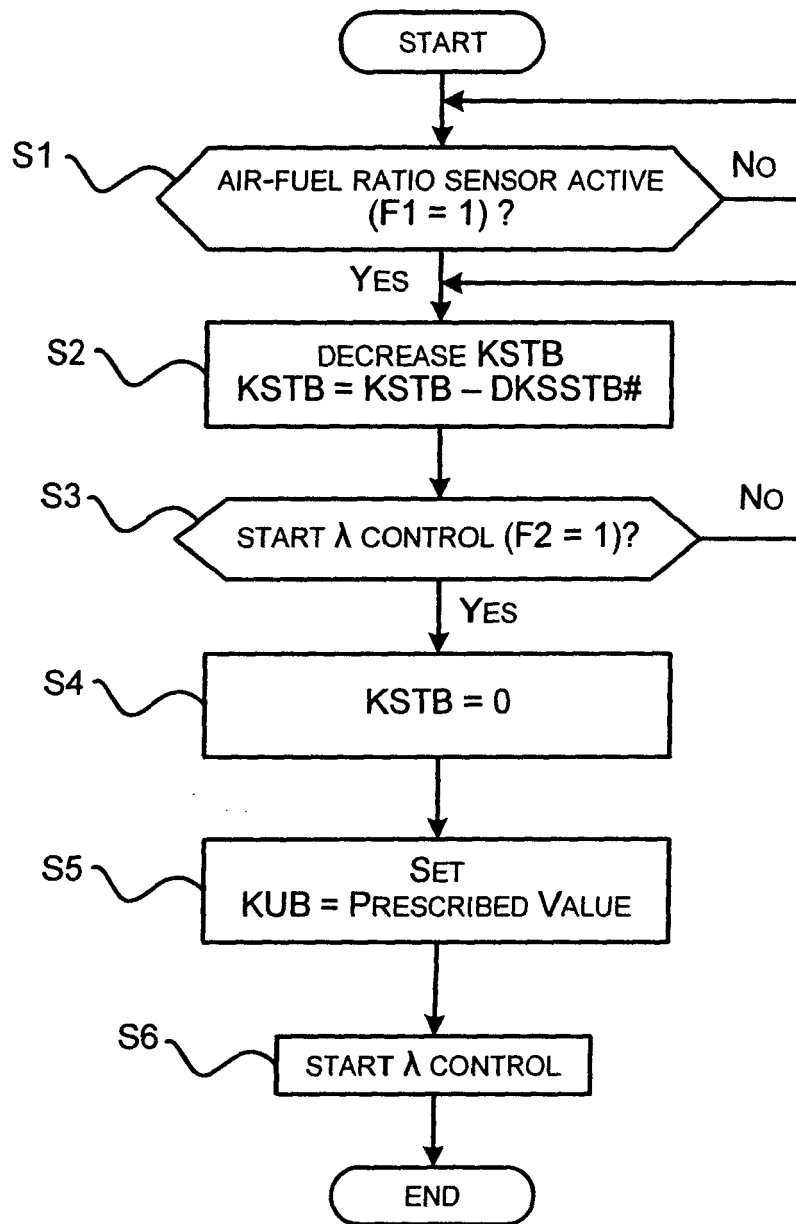 START
S1
AIR-FUEL RATIO SENSOR ACTIVE
(F1 = 1) ?
NO
YES
S2
DECREASE KSTB
KSTB = KSTB – DKSSTB#
S3
START λ CONTROL (F2 = 1)?
NO
YES
S4
KSTB = 0
S5
SET
KUB = PRESCRIBED VALUE
S6
START λ CONTROL
END